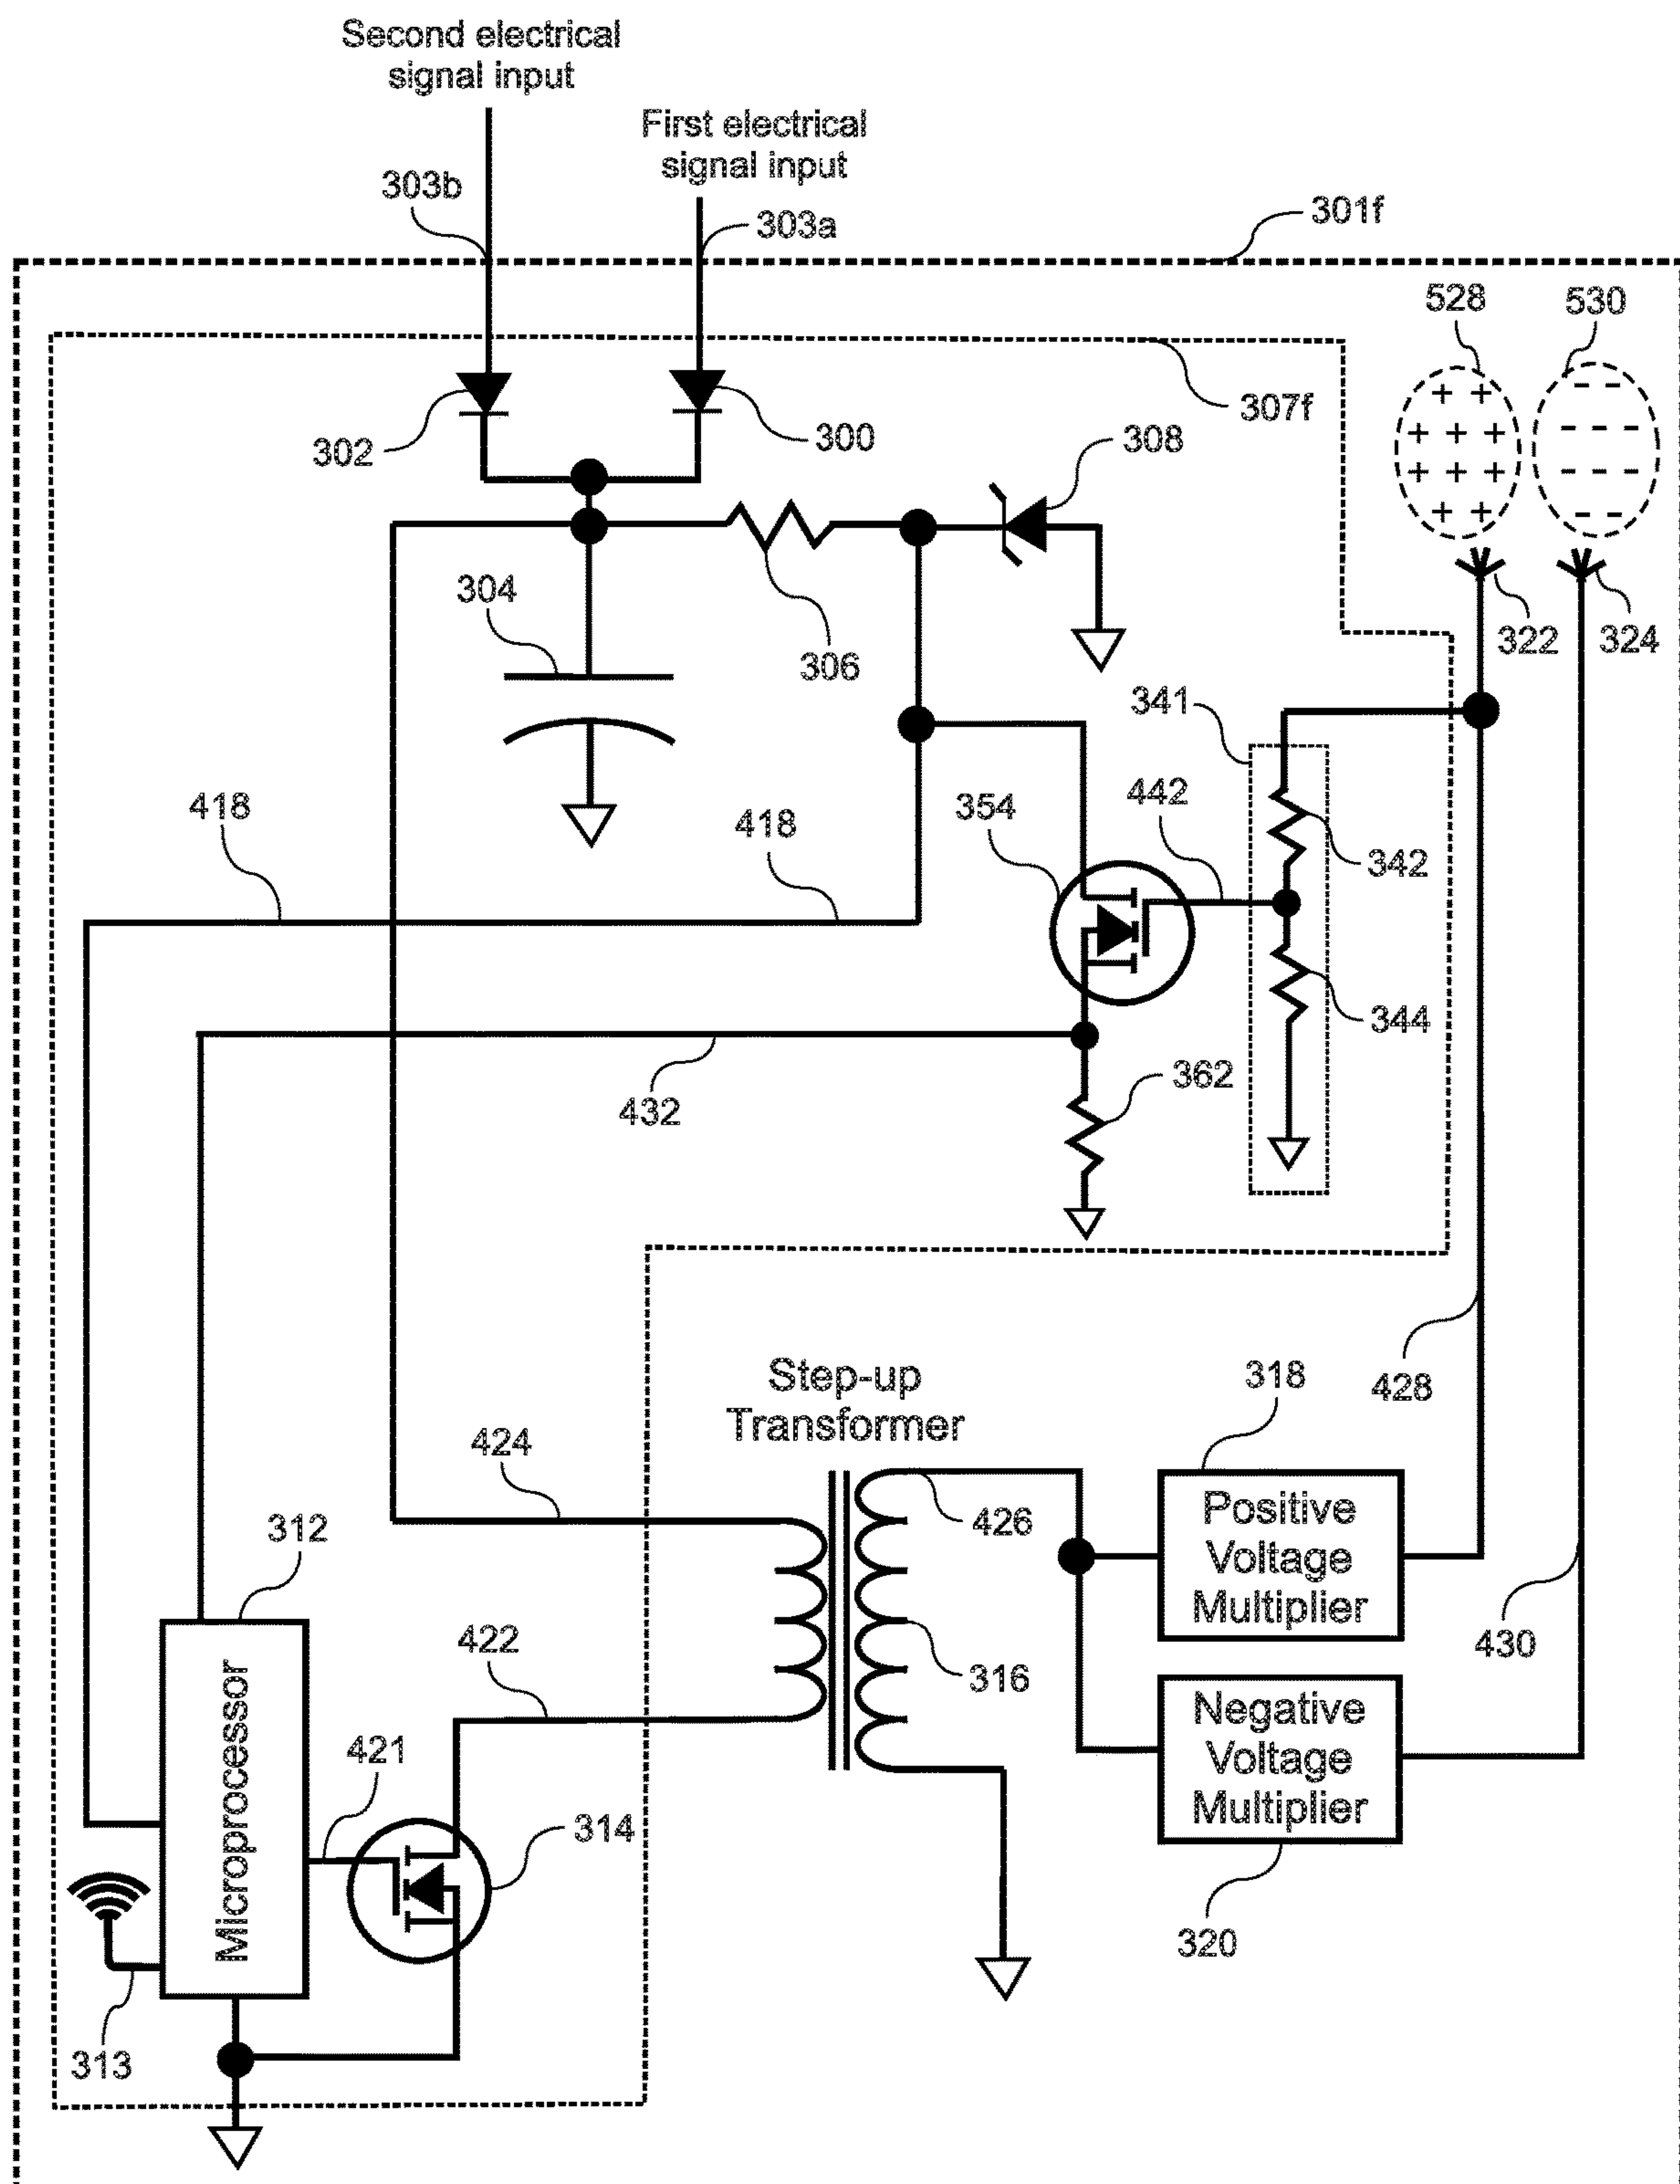 Second electrical
signal input
First electrical
signal input
303b
303a
301f
528
530
302
300
307f
308
304
306
322
324
341
418
418
354
442
342
344
432
362
428
Step-up
Transformer
318
424
426
Positive
Voltage
Multiplier
312
422
316
430
Microprocessor
421
Negative
Voltage
Multiplier
314
320
313